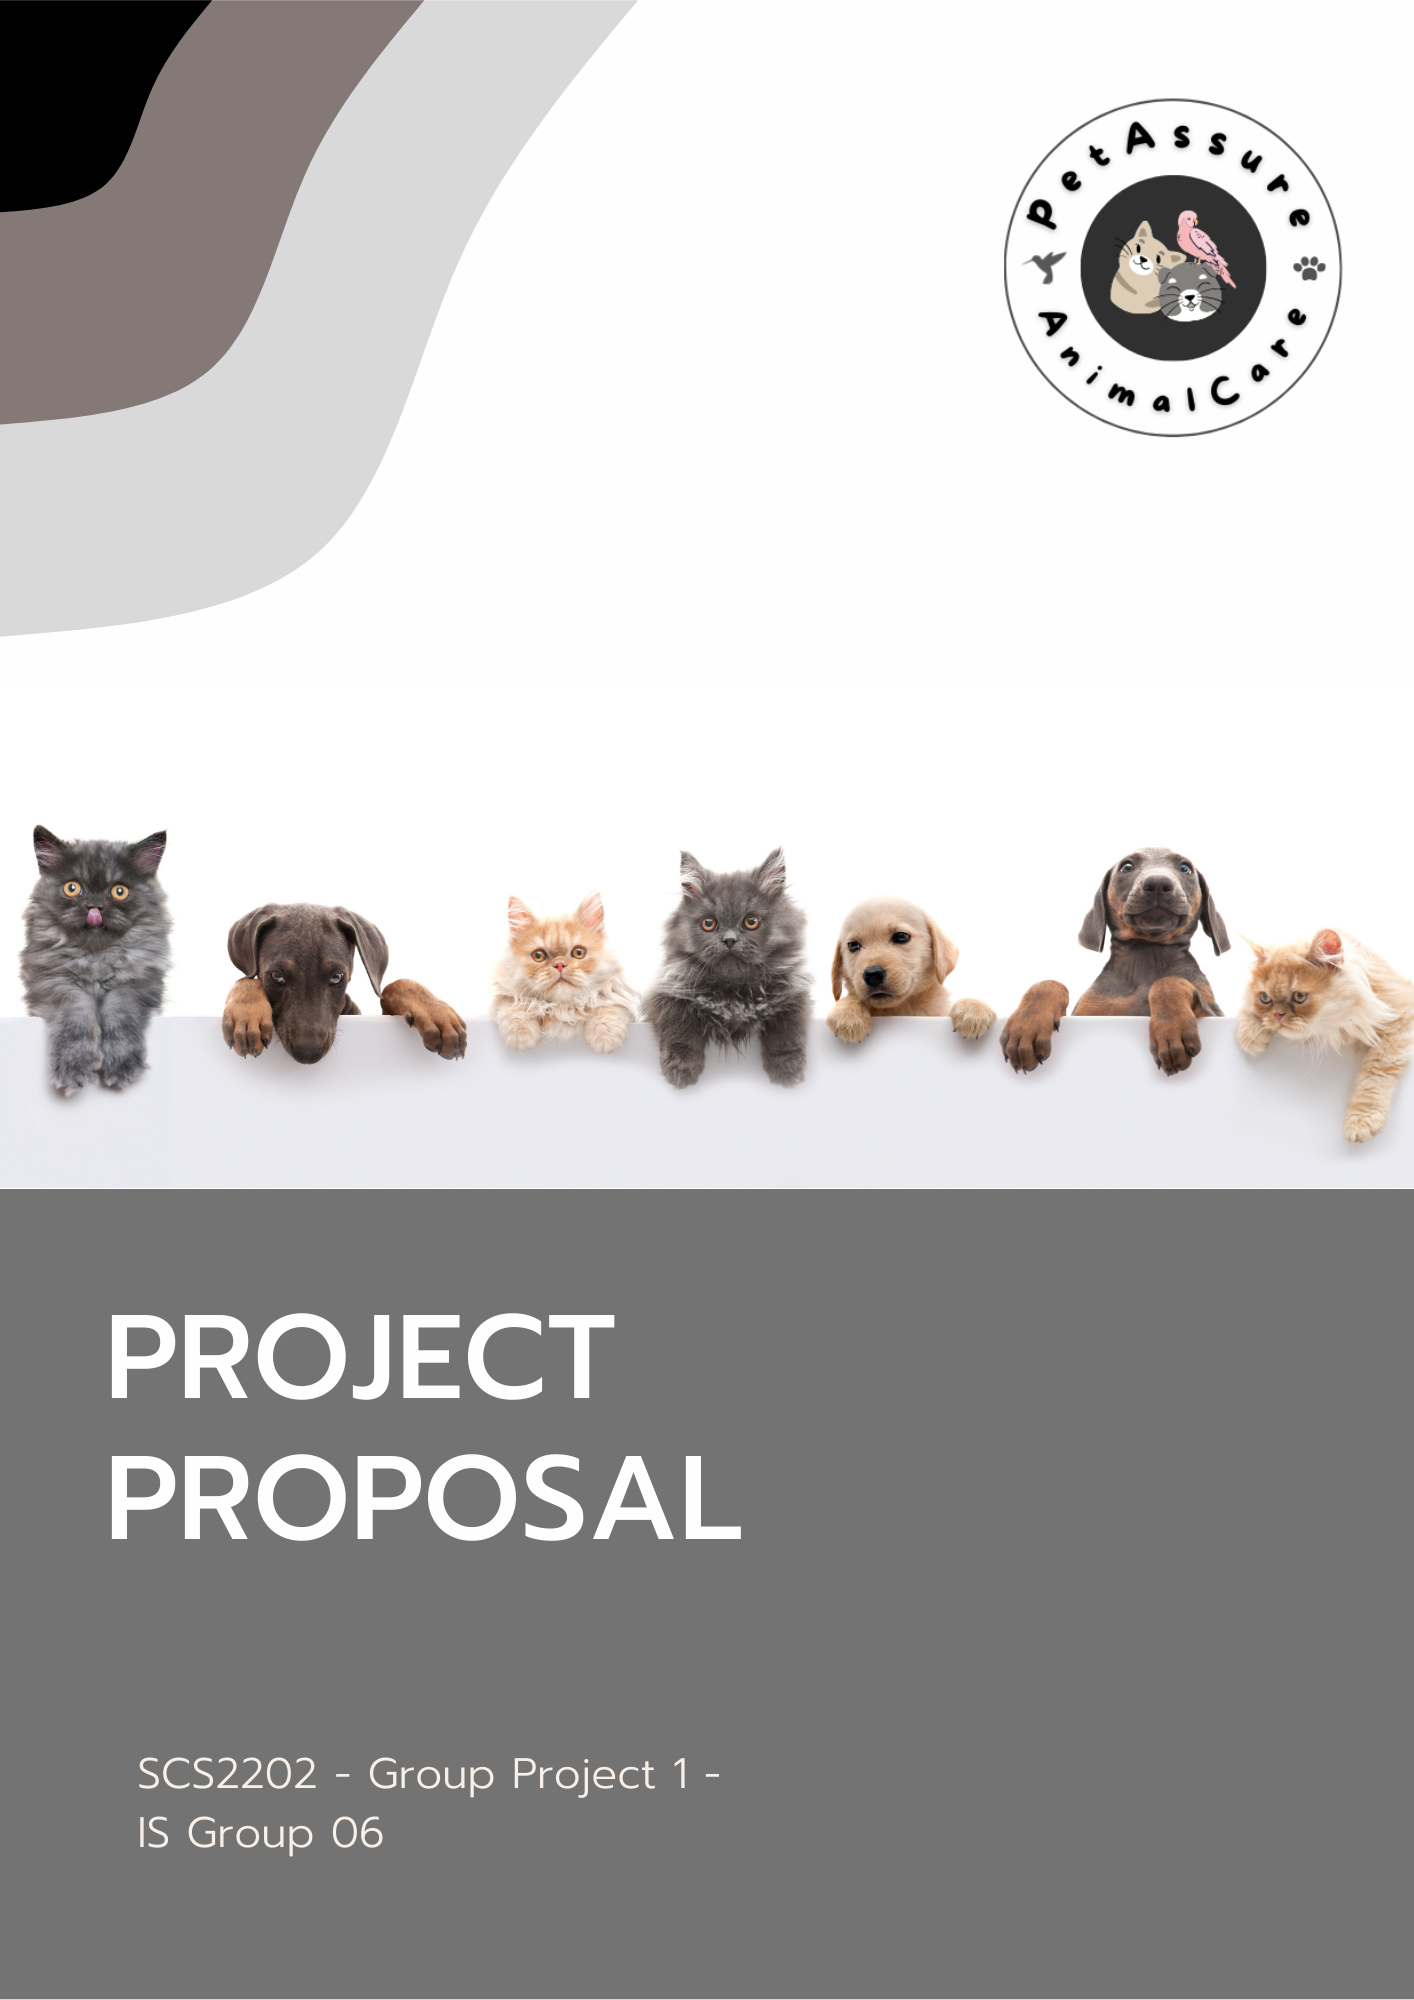 PetAssure
AnimalCare
PROJECT
PROPOSAL
SCS2202 - Group Project 1 -
IS Group 06